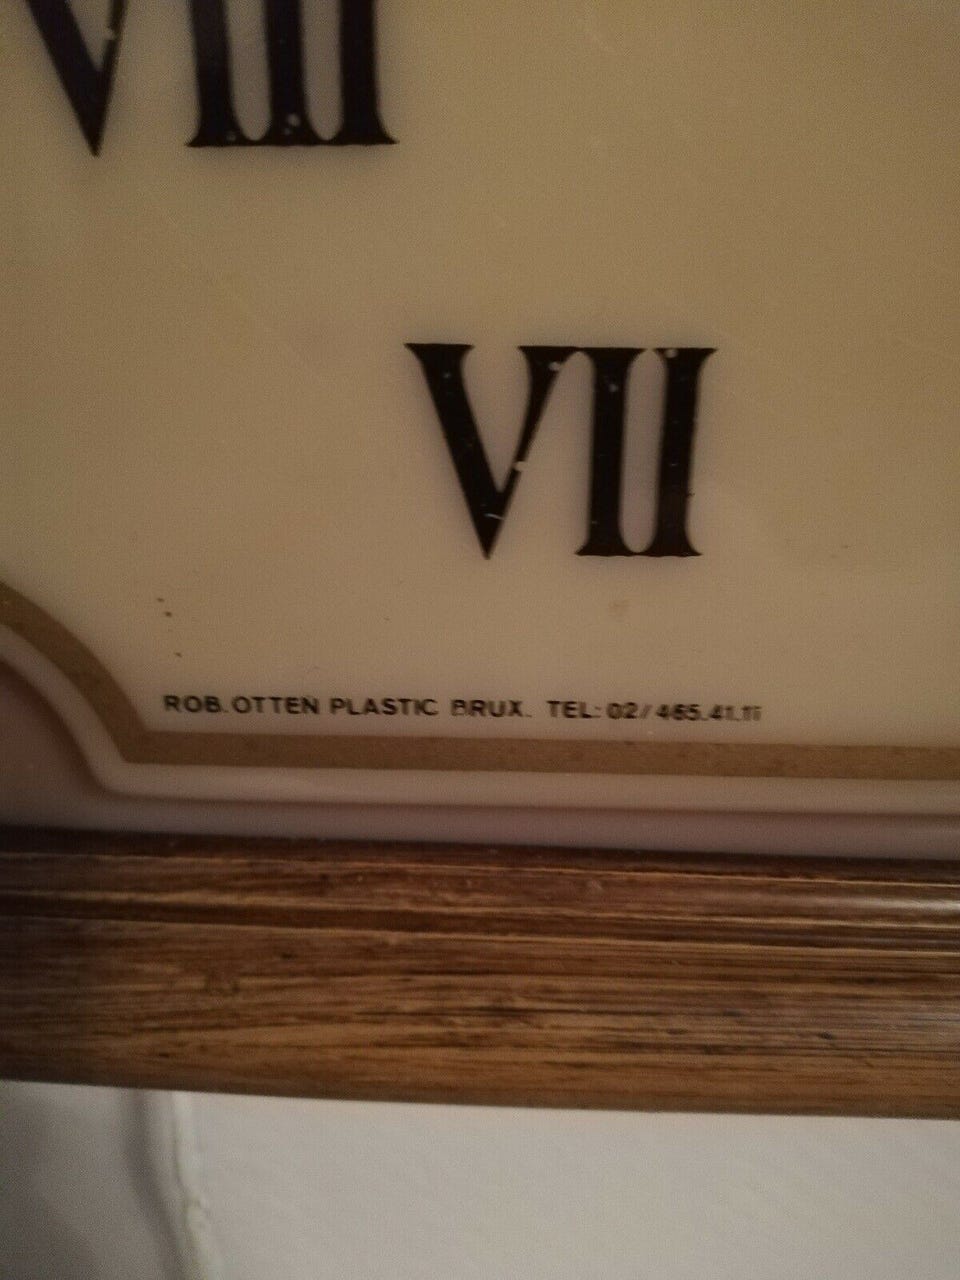 VIII
VII
ROB. OTTEN PLASTIC BRUX. TEL: 02/465.41.11